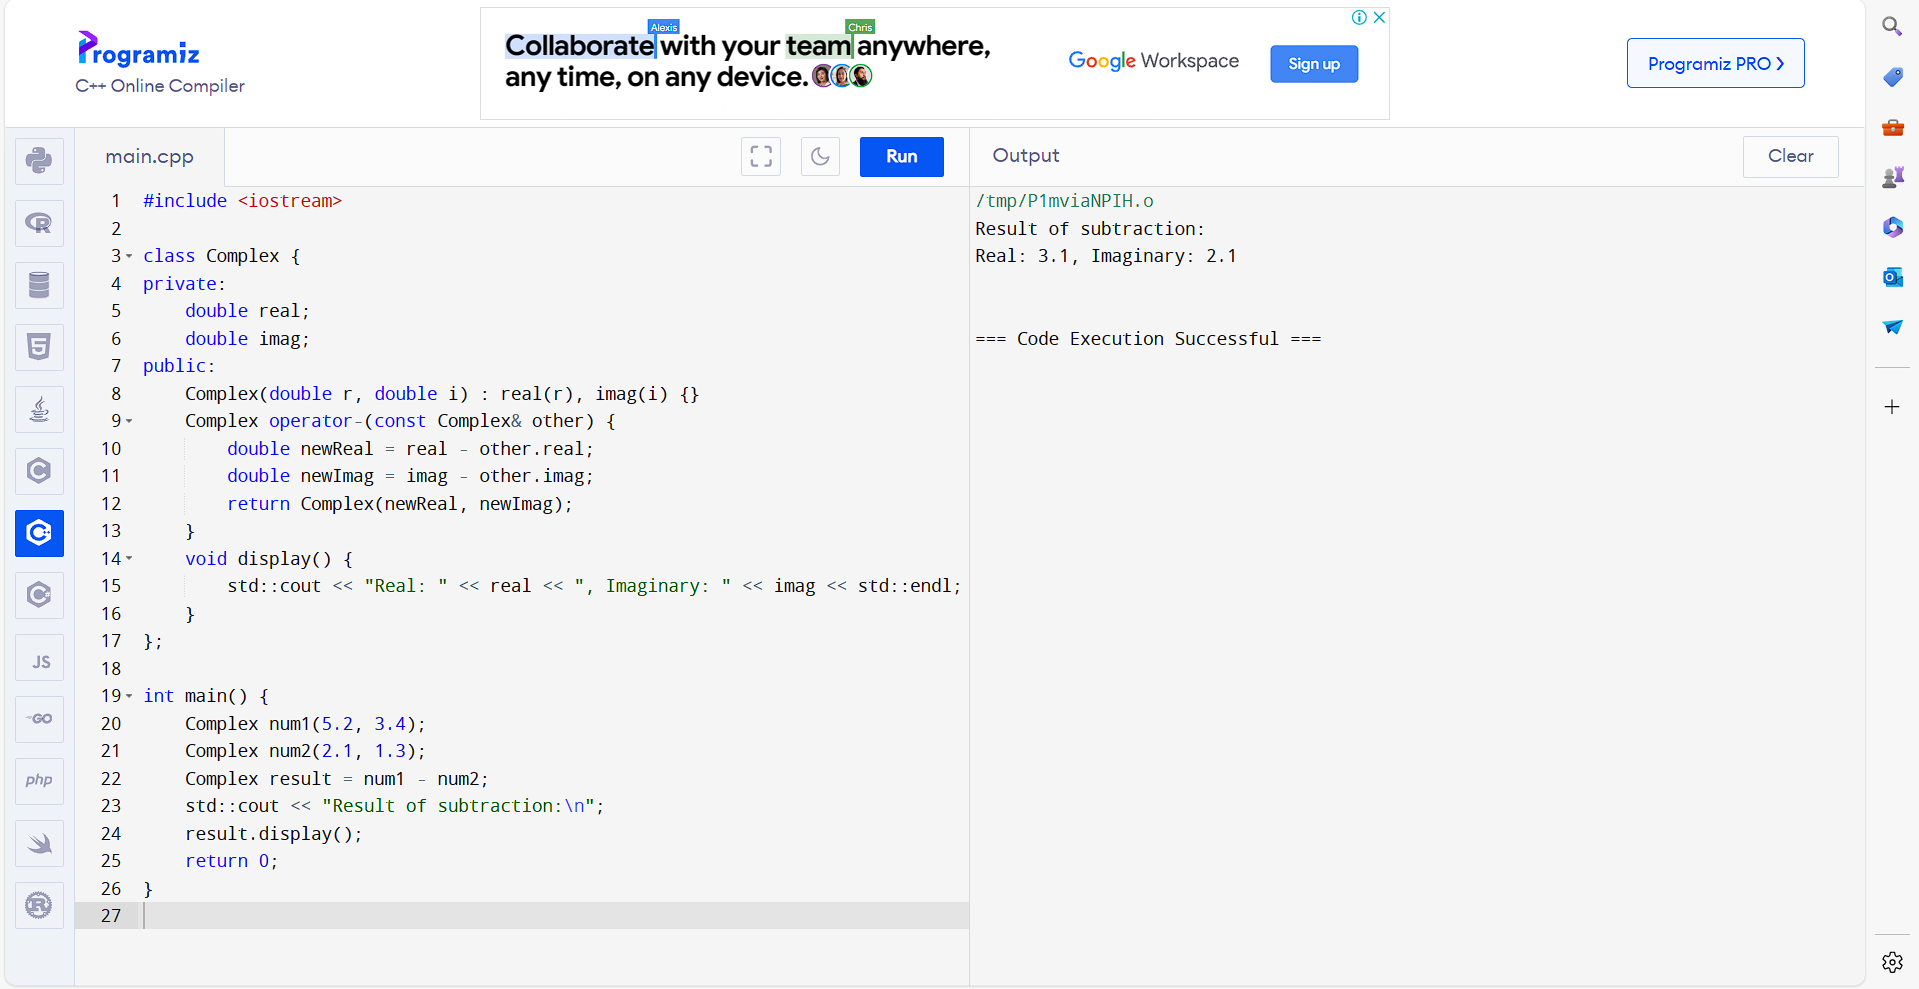 Programiz
C++ Online Compiler
Alexis
Chris
Collaborate with your team anywhere,
any time, on any device.
Google Workspace
Sign up
Programiz PRO
main.cpp
Run
Output
Clear
1 #include <iostream>
2
3 class Complex {
4 private:
5     double real;
6     double imag;
7 public:
8     Complex(double r, double i) : real(r), imag(i) {}
9     Complex operator-(const Complex& other) {
10         double newReal = real - other.real;
11         double newImag = imag - other.imag;
12         return Complex(newReal, newImag);
13     }
14     void display() {
15         std::cout << "Real: " << real << ", Imaginary: " << imag << std::endl;
16     }
17 };
18
19 int main() {
20     Complex num1(5.2, 3.4);
21     Complex num2(2.1, 1.3);
22     Complex result = num1 - num2;
23     std::cout << "Result of subtraction:\n";
24     result.display();
25     return 0;
26 }
27
/tmp/P1mviaNPIH.o
Result of subtraction:
Real: 3.1, Imaginary: 2.1
=== Code Execution Successful ===
R
5
C
C++
C#
JS
GO
php
R